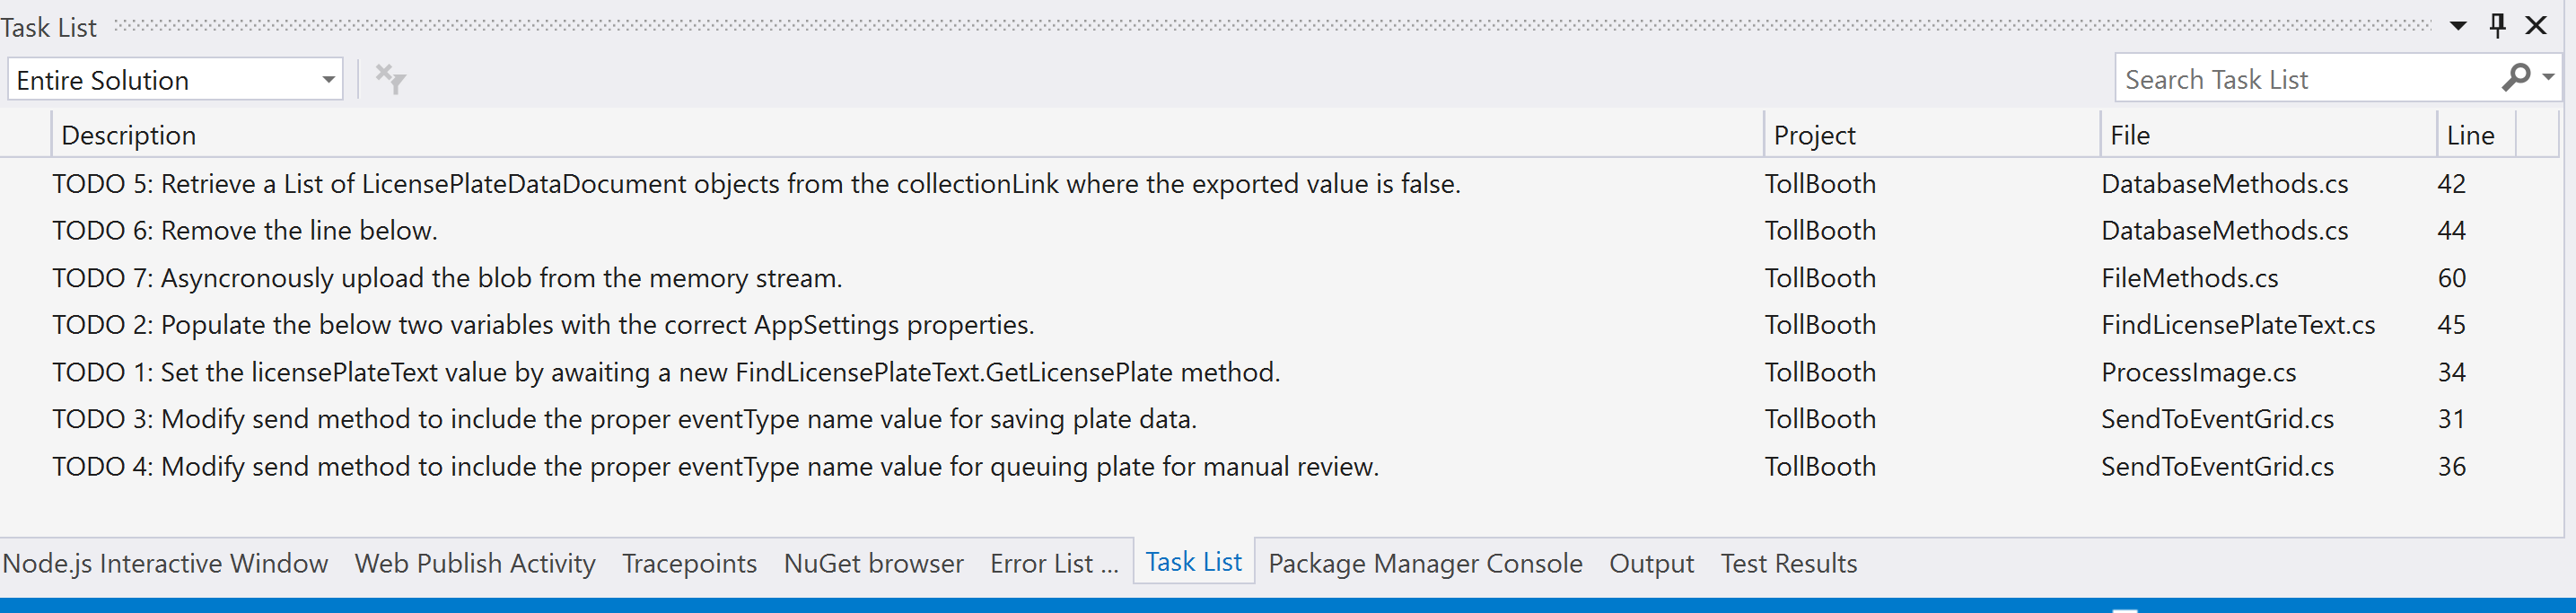 Task List
Entire Solution Search Task List
Description Project File Line
TODO 5: Retrieve a List of LicensePlateDataDocument objects from the collectionLink where the exported value is false. TollBooth DatabaseMethods.cs 42
TODO 6: Remove the line below. TollBooth DatabaseMethods.cs 44
TODO 7: Asyncronously upload the blob from the memory stream. TollBooth FileMethods.cs 60
TODO 2: Populate the below two variables with the correct AppSettings properties. TollBooth FindLicensePlateText.cs 45
TODO 1: Set the licensePlateText value by awaiting a new FindLicensePlateText.GetLicensePlate method. TollBooth ProcessImage.cs 34
TODO 3: Modify send method to include the proper eventType name value for saving plate data. TollBooth SendToEventGrid.cs 31
TODO 4: Modify send method to include the proper eventType name value for queuing plate for manual review. TollBooth SendToEventGrid.cs 36
Node.js Interactive Window Web Publish Activity Tracepoints NuGet browser Error List ... Task List Package Manager Console Output Test Results